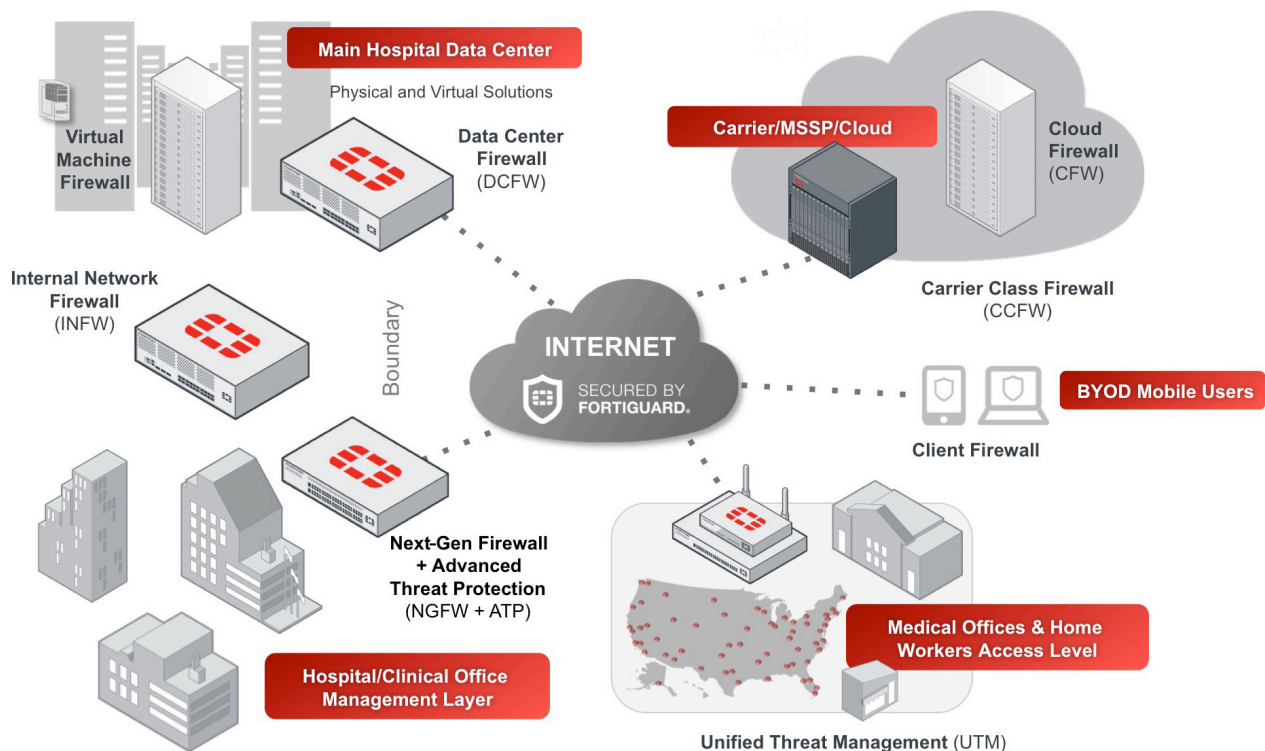 Main Hospital Data Center
Physical and Virtual Solutions
Virtual
Machine
Firewall
Data Center
Firewall
(DCFW)
Carrier/MSSP/Cloud
Cloud
Firewall
(CFW)
Carrier Class Firewall
(CCFW)
Internal Network
Firewall
(INFW)
Boundary
INTERNET
SECURED BY
FORTIGUARD®
BYOD Mobile Users
Client Firewall
Next-Gen Firewall
+ Advanced
Threat Protection
(NGFW + ATP)
Hospital/Clinical Office
Management Layer
Medical Offices & Home
Workers Access Level
Unified Threat Management (UTM)